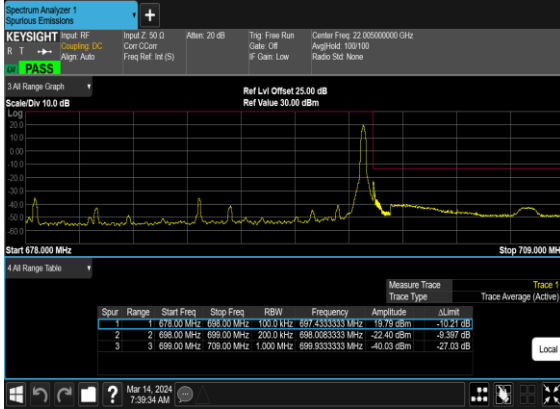 Spectrum Analyzer 1
Spurious Emissions
KEYSIGHT
R T
PASS
Input: RF
Coupling: DC
Align: Auto
Input Z: 50 Ω
Corr CCorr
Freq Ref: Int (S)
Atten: 20 dB
Trig: Free Run
Gate: Off
IF Gain: Low
Center Freq: 22.005000000 GHz
Avg|Hold: 100/100
Radio Std: None
3 All Range Graph
Scale/Div 10.0 dB
Ref Lvl Offset 25.00 dB
Ref Value 30.00 dBm
Log
20.0
10.0
0.00
-10.0
-20.0
-30.0
-40.0
-50.0
-60.0
Start 678.000 MHz
Stop 709.000 MH
4 All Range Table
Measure Trace Trace 1
Trace Type Trace Average (Active)
Spur Range Start Freq Stop Freq RBW Frequency Amplitude ΔLimit
1 1 678.00 MHz 698.00 MHz 100.0 kHz 697.4333333 MHz 19.79 dBm -10.21 dB
2 2 698.00 MHz 699.00 MHz 200.0 kHz 698.0083333 MHz -22.40 dBm -9.397 dB
3 3 699.00 MHz 709.00 MHz 1.000 MHz 699.9333333 MHz -40.03 dBm -27.03 dB
Local
?
Mar 14, 2024
7:39:34 AM